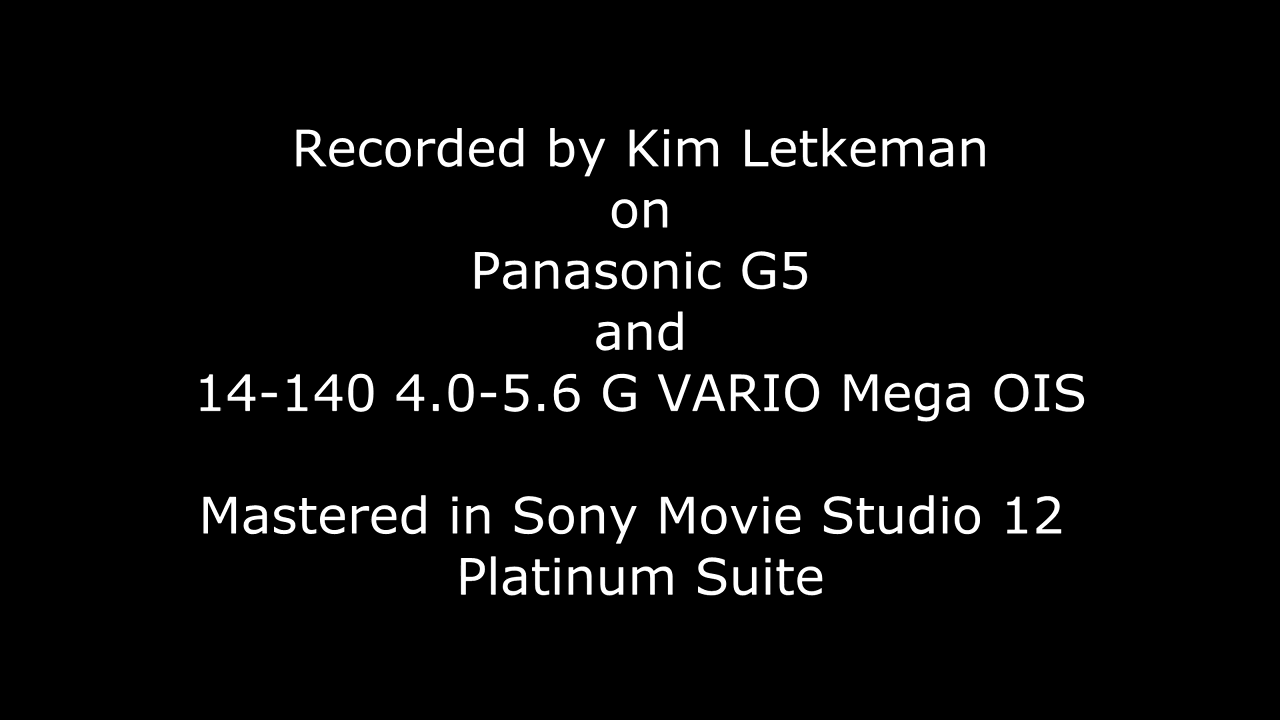 Recorded by Kim Letkeman
on
Panasonic G5
and
14-140 4.0-5.6 G VARIO Mega OIS
Mastered in Sony Movie Studio 12
Platinum Suite